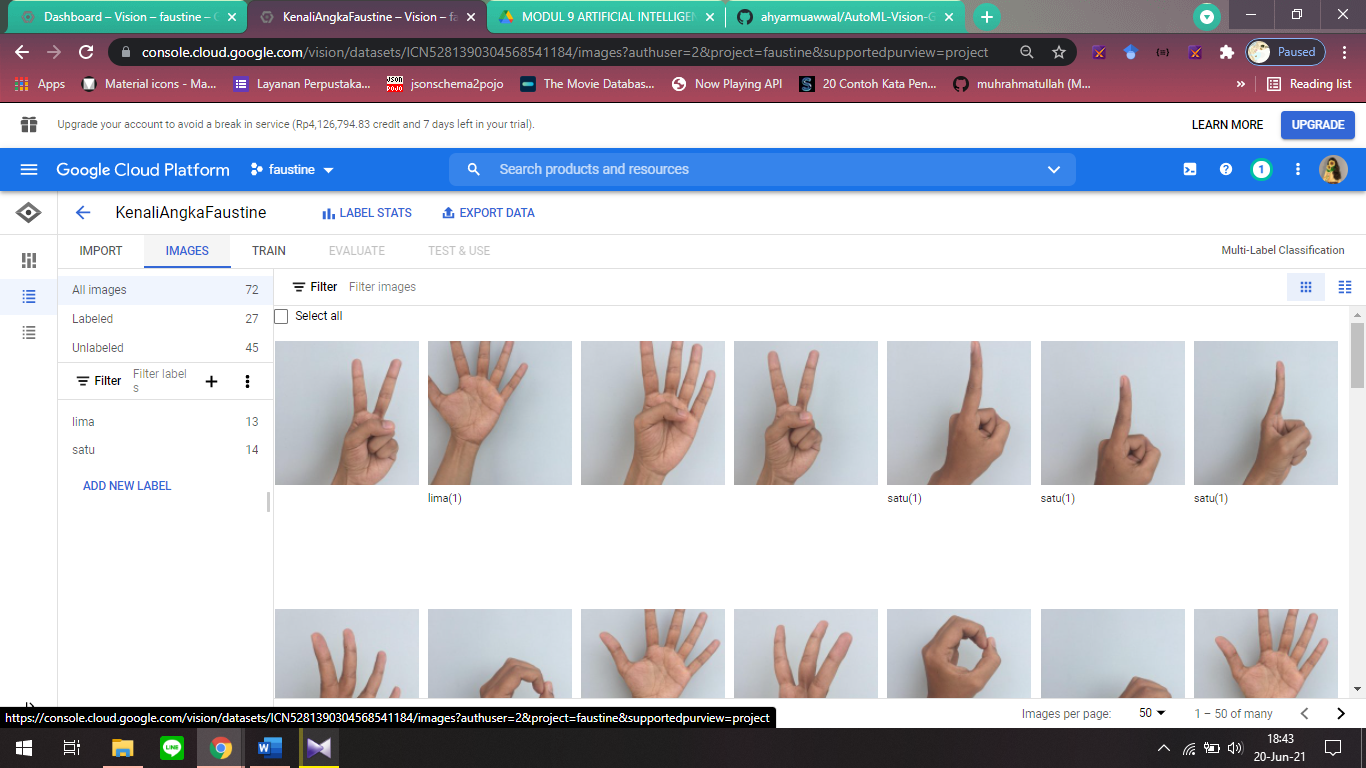 Dashboard – Vision – faustine – G
KenaliAngkaFaustine – Vision – fa
MODUL 9 ARTIFICIAL INTELLIGEN
ahyarmuawwal/AutoML-Vision-G
console.cloud.google.com/vision/datasets/ICN5281390304568541184/images?authuser=2&project=faustine&supportedpurview=project
Paused
Apps
Material icons - Ma...
Layanan Perpustaka...
jsonschema2pojo
The Movie Databas...
Now Playing API
20 Contoh Kata Pen...
muhrahmatullah (M...
»
Reading list
Upgrade your account to avoid a break in service (Rp4,126,794.83 credit and 7 days left in your trial).
LEARN MORE
UPGRADE
Google Cloud Platform
faustine
Search products and resources
1
KenaliAngkaFaustine
LABEL STATS
EXPORT DATA
IMPORT
IMAGES
TRAIN
EVALUATE
TEST & USE
Multi-Label Classification
All images 72
Labeled 27
Unlabeled 45
Filter
Filter label
s
lima 13
satu 14
ADD NEW LABEL
Filter
Filter images
Select all
lima(1)
satu(1)
satu(1)
satu(1)
Images per page:
50
1 – 50 of many
https://console.cloud.google.com/vision/datasets/ICN5281390304568541184/images?authuser=2&project=faustine&supportedpurview=project
18:43
20-Jun-21